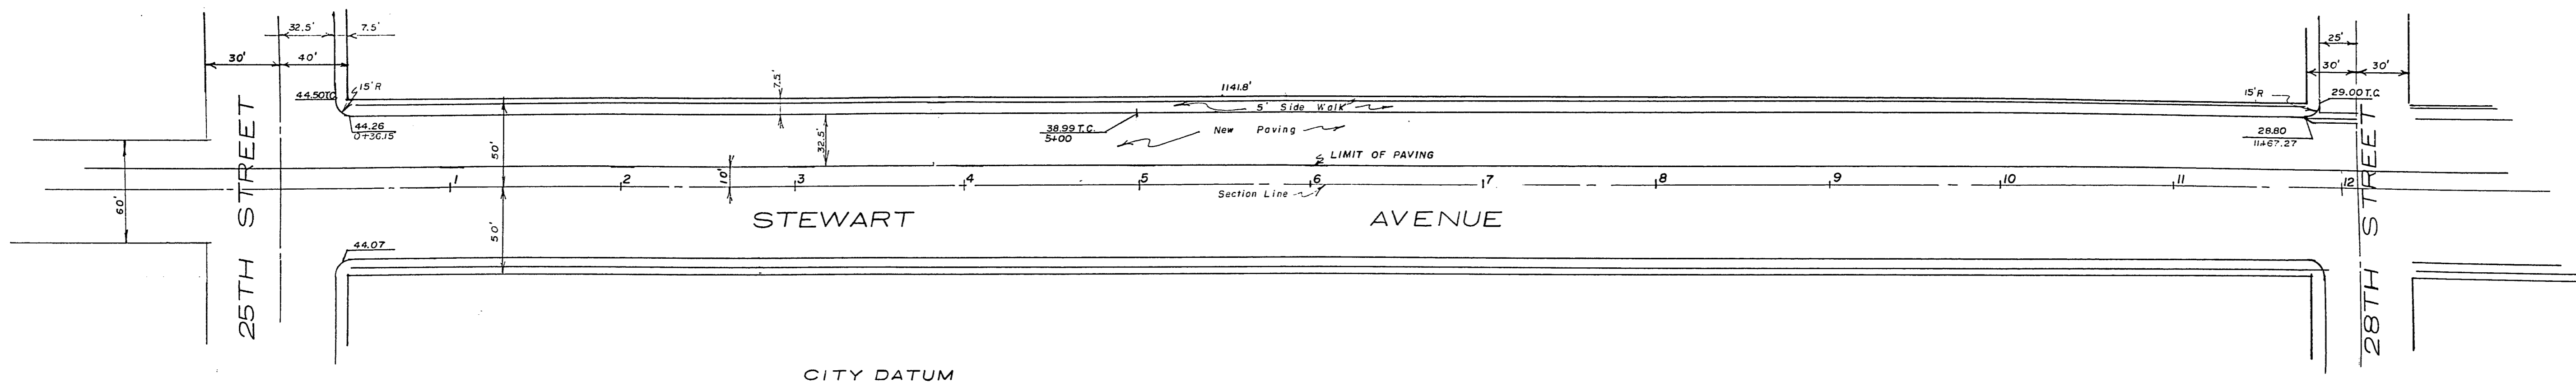 32.5'
7.5'
30'
40'
44.50 T.C.
15' R
44.26
0+36.15
7.5'
1141.8'
5' Side Walk
New Paving
38.99 T.C.
5+00
32.5'
50'
10'
LIMIT OF PAVING
25'
30'
30'
15' R
29.00 T.C.
28.80
11+67.27
60'
25TH STREET
1
2
3
4
5
6
7
8
9
10
11
12
Section Line
STEWART AVENUE
28TH STREET
50'
44.07
CITY DATUM